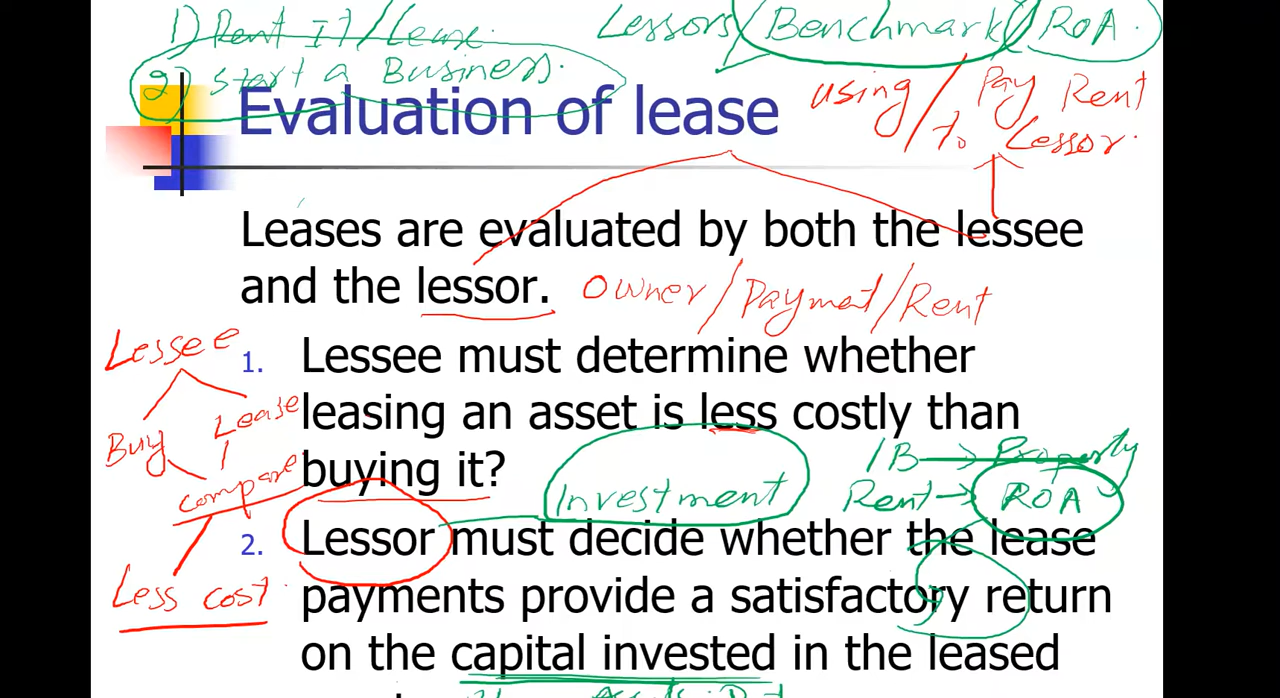 1) Rent It/Lease.
Lessors/Benchmark/ROA.
2) Start a Business.
Evaluation of lease
using/Pay Rent
to Lessor.
Leases are evaluated by both the lessee
and the lessor.
Owner/Payment/Rent
Lessee
1. Lessee must determine whether
leasing an asset is less costly than
buying it?
Buy Lease
compare
1B → Property
Investment
Rent → ROA
2. Lessor must decide whether the lease
payments provide a satisfactory return
on the capital invested in the leased
Less cost.